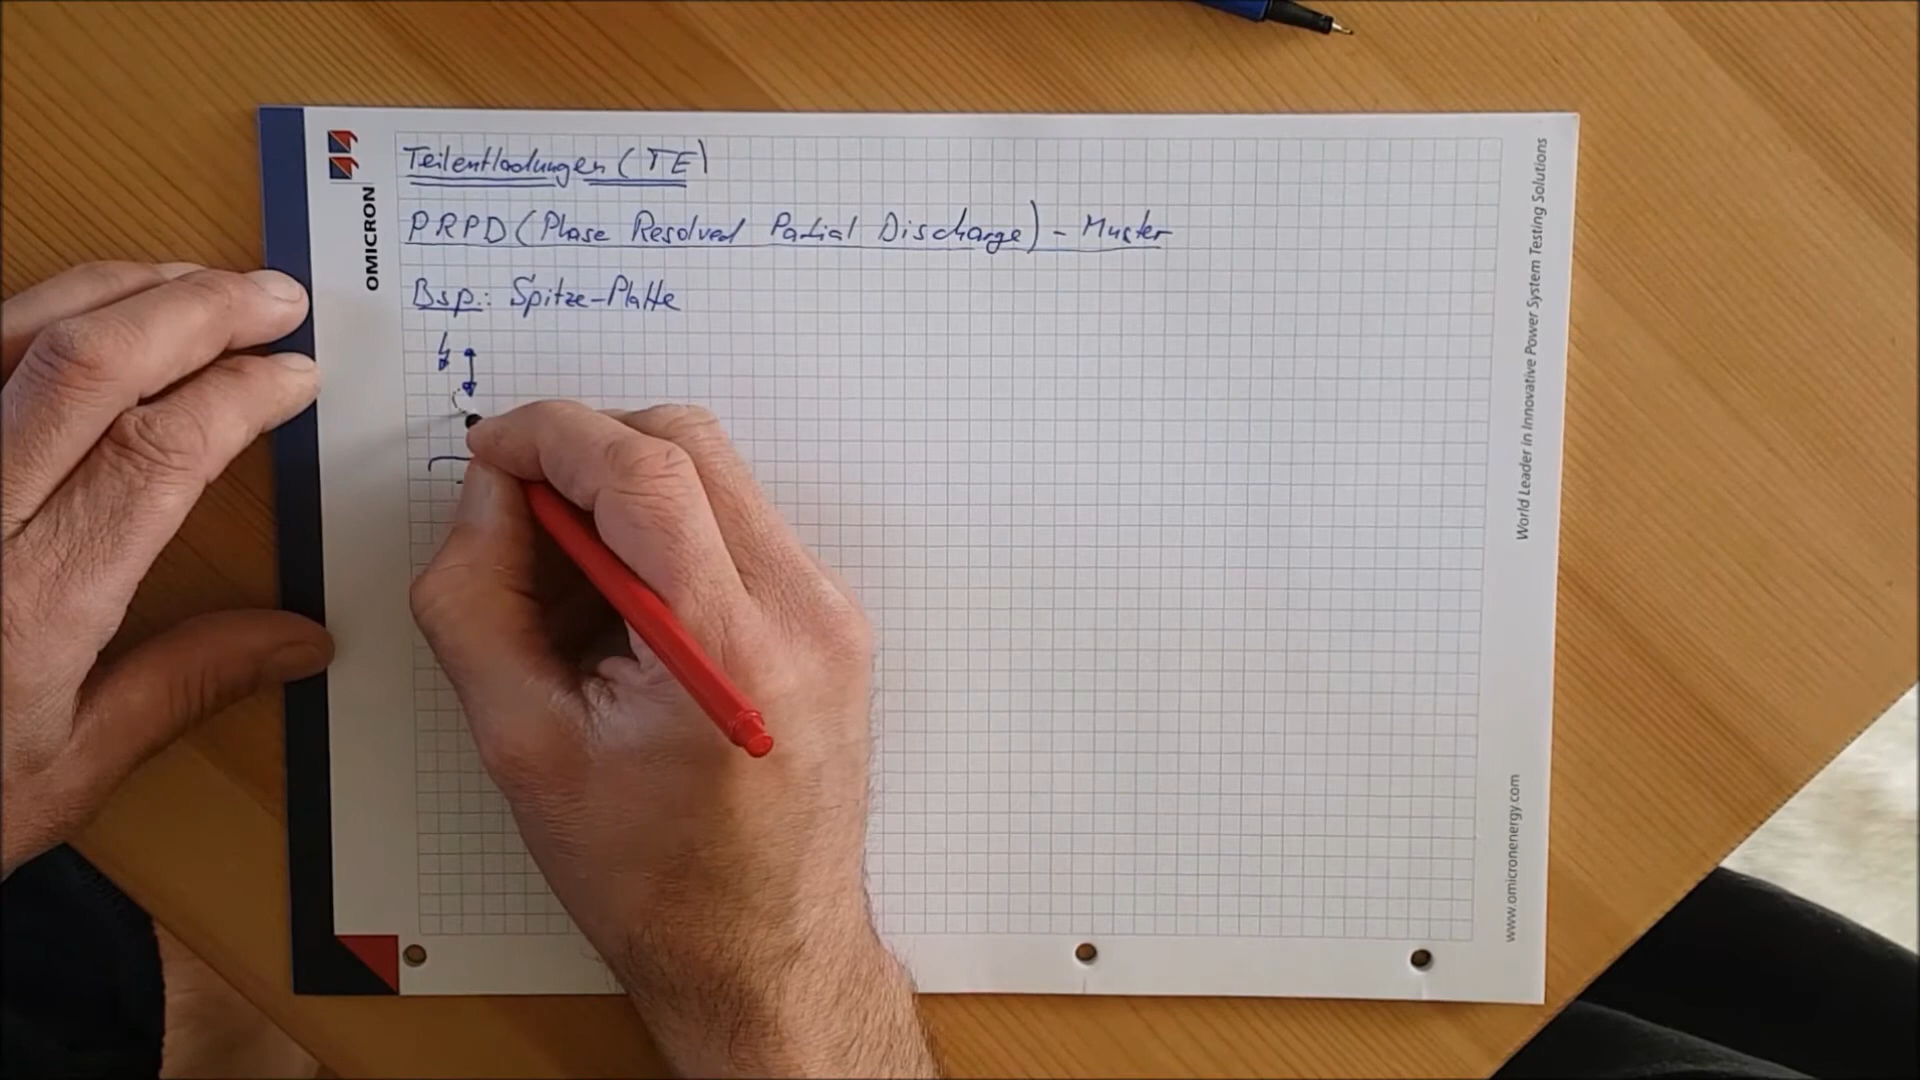 Teilentladungen (TE)
PRPD (Phase Resolved Partial Discharge) - Muster
Bsp.: Spitze-Platte
OMICRON
World Leader in Innovative Power System Testing Solutions
www.omicronenergy.com